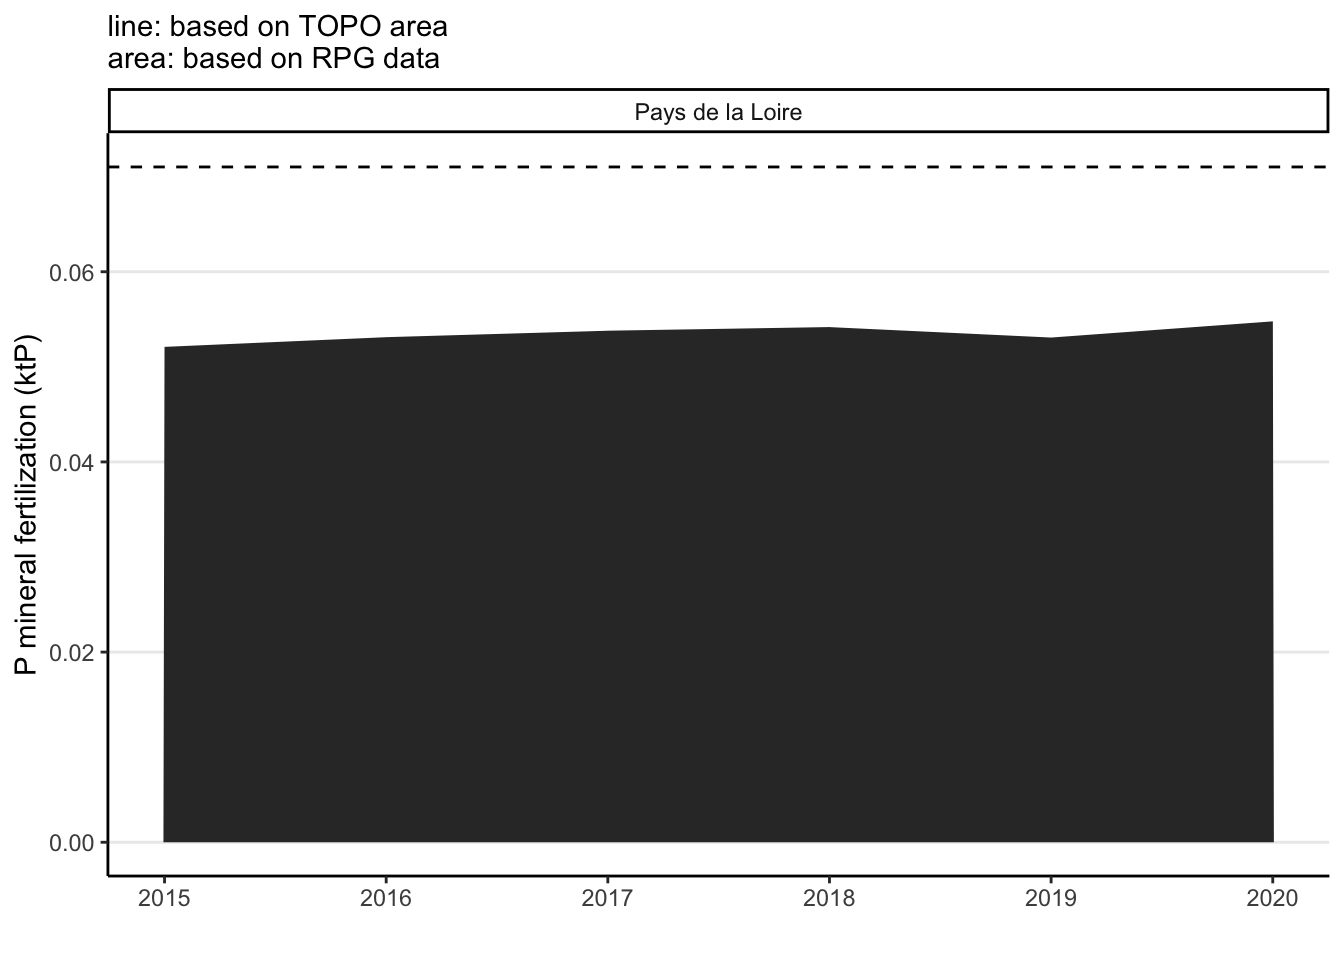 line: based on TOPO area
area: based on RPG data
Pays de la Loire
P mineral fertilization (ktP)
0.06
0.04
0.02
0.00
2015 2016 2017 2018 2019 2020